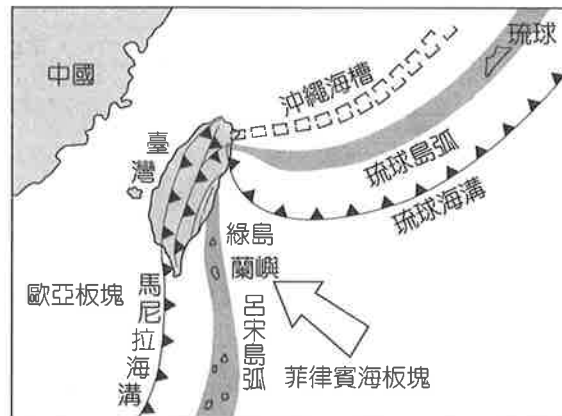 中國
琉球
沖繩海槽
臺灣
琉球島弧
琉球海溝
綠島
蘭嶼
歐亞板塊
馬尼拉海溝
呂宋島弧
菲律賓海板塊